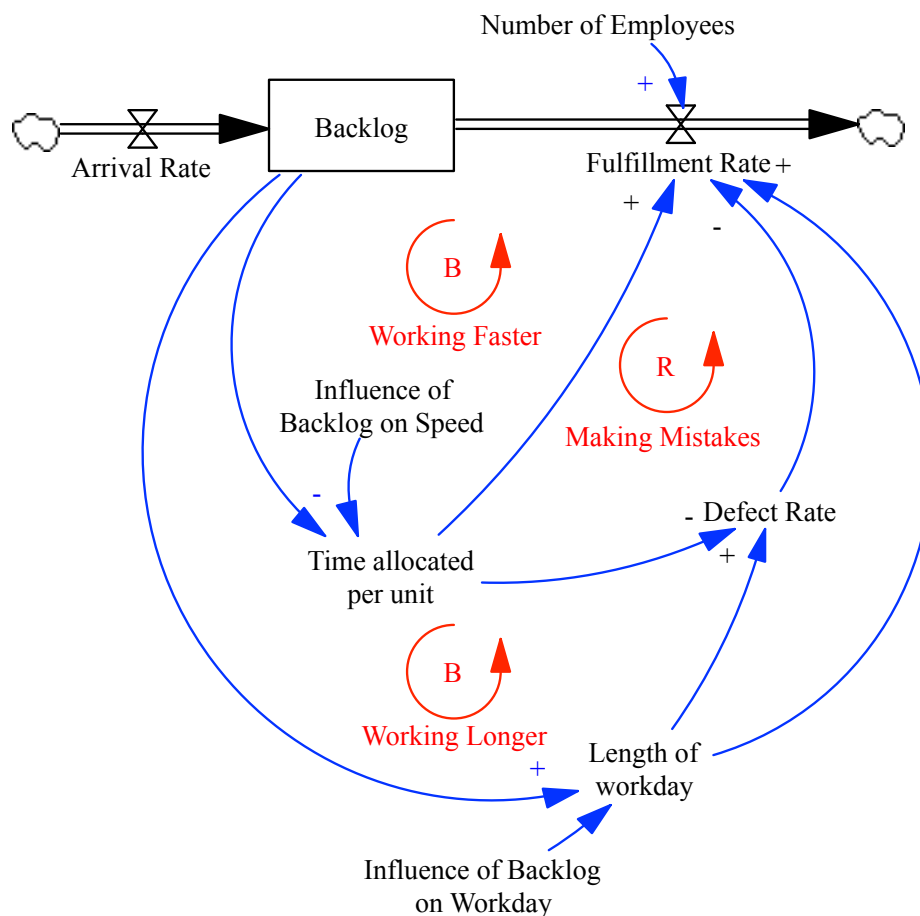 Number of Employees
+
Backlog
Arrival Rate
Fulfillment Rate +
+
-
B
Working Faster
R
Making Mistakes
Influence of
Backlog on Speed
-
- Defect Rate
+
Time allocated
per unit
B
Working Longer
+
Length of
workday
Influence of Backlog
on Workday